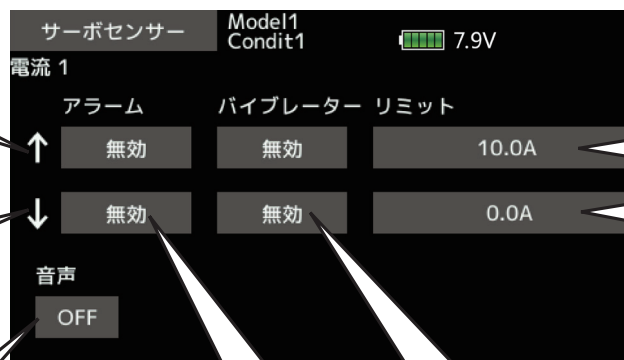 サーボセンサー
Model1
Condit1
7.9V
電流 1
アラーム バイブレーター リミット
↑ 無効 無効 10.0A
↓ 無効 無効 0.0A
音声
OFF